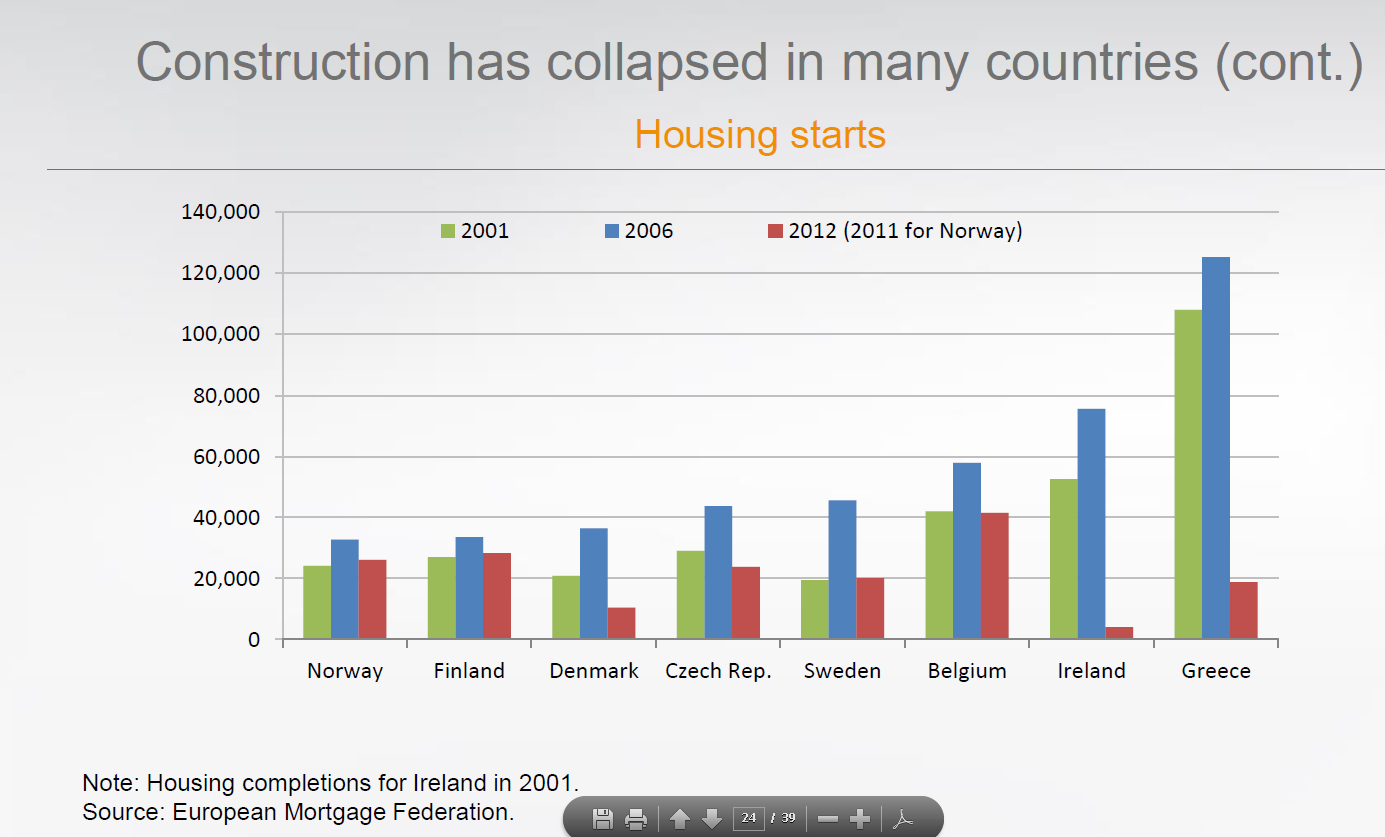 Construction has collapsed in many countries (cont.)
Housing starts
140,000
2001 2006 2012 (2011 for Norway)
120,000
100,000
80,000
60,000
40,000
20,000
0
Norway Finland Denmark Czech Rep. Sweden Belgium Ireland Greece
Note: Housing completions for Ireland in 2001.
Source: European Mortgage Federation.
24 / 39